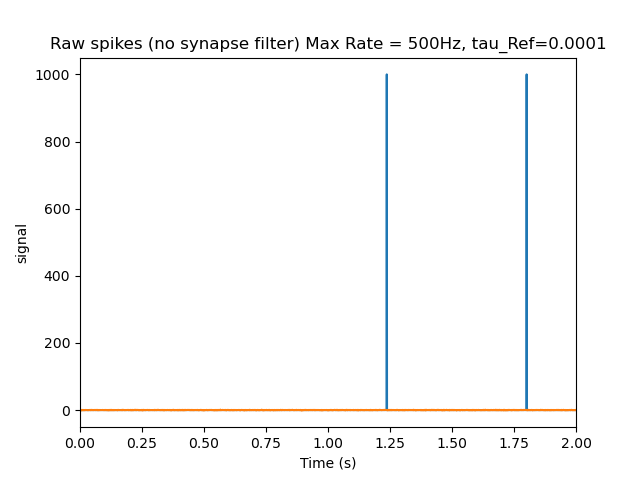 Raw spikes (no synapse filter) Max Rate = 500Hz, tau_Ref=0.0001
signal
1000
800
600
400
200
0
0.00 0.25 0.50 0.75 1.00 1.25 1.50 1.75 2.00
Time (s)